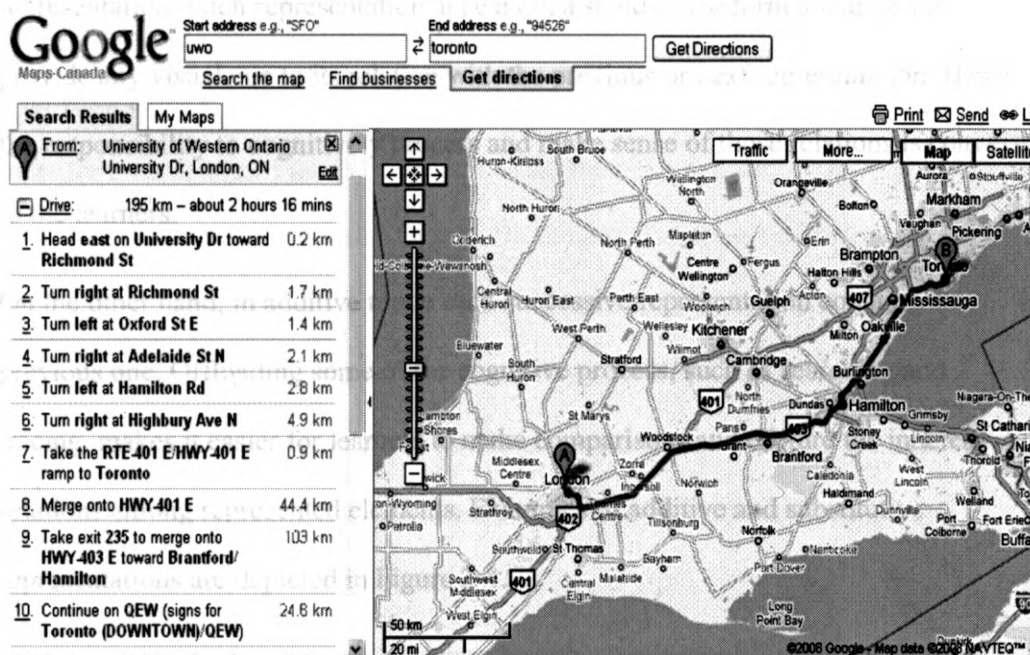 Google™
Maps Canada
Start address e.g., "SFO"
End address e.g., "94526"
uwo
toronto
Get Directions
Search the map Find businesses Get directions
Search Results My Maps
Print Send
From: University of Western Ontario
University Dr, London, ON
Edit
Drive: 195 km – about 2 hours 16 mins
1. Head east on University Dr toward 0.2 km
Richmond St
2. Turn right at Richmond St 1.7 km
3. Turn left at Oxford St E 1.4 km
4. Turn right at Adelaide St N 2.1 km
5. Turn left at Hamilton Rd 2.8 km
6. Turn right at Highbury Ave N 4.9 km
7. Take the RTE-401 E/HWY-401 E 0.9 km
ramp to Toronto
8. Merge onto HWY-401 E 44.4 km
9. Take exit 235 to merge onto 103 km
HWY-403 E toward Brantford/
Hamilton
10. Continue on QEW (signs for 24.6 km
Toronto (DOWNTOWN)/QEW)
Traffic More... Map
South Bruce
Huron-Kinloss
Wellington
North
Orangeville
Aurora Stouffville
Markham
Bolton
Vaughan
Pickering
North Huron
Goderich
North Perth
Mapleton
Erin
Brampton
B
Centre
Wellington
Fergus
Halton Hills
Acton
407
Mississauga
Central
Huron
Huron East
Perth East
Woolwich
Guelph
Oakville
Milton
West Perth
Wellesley
Kitchener
Wilmot
Bluewater
South
Huron
Stratford
Cambridge
Burlington
401
North
Dumfries
Dundas
Hamilton
Niagara-On-The
Grimsby
St Marys
Paris
403
Stoney
Creek
Lincoln
St Cathari
Woodstock
Brantford
Thorold
A
London
Middlesex
Centre
Zorra
Ingersoll
Norwich
Caledonia
West
Lincoln
Haldimand
Welland
Strathroy
402
Dunnville
Port
Colborne
Fort Erie
Buffa
Petrolia
Tillsonburg
Southwold
St Thomas
Norfolk
Nanticoke
Bayham
Port Dover
Southwest
Middlesex
401
Central
Elgin
Malahide
West Elgin
Long
Point Bay
50 km
20 mi
Dunkirk
©2008 Google - Map data ©2008 NAVTEQ™